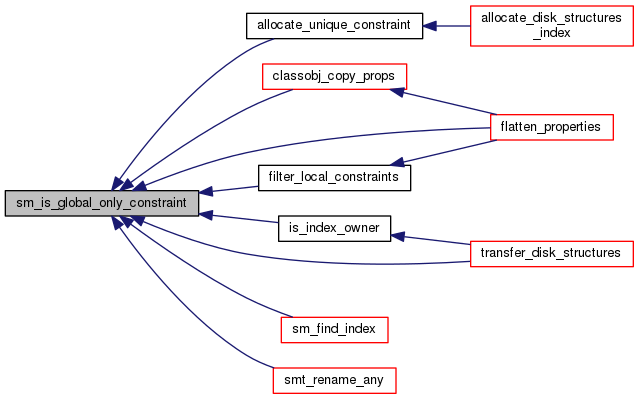 allocate_unique_constraint
allocate_disk_structures
_index
classobj_copy_props
flatten_properties
filter_local_constraints
sm_is_global_only_constraint
is_index_owner
transfer_disk_structures
sm_find_index
smt_rename_any